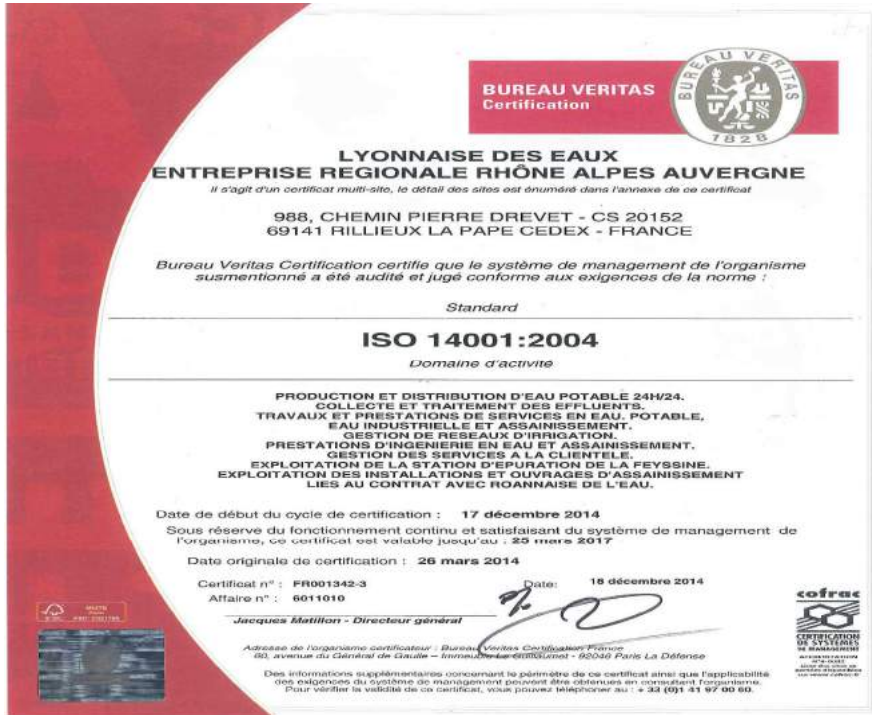 BUREAU VERITAS
Certification
BUREAU VERITAS
1828
LYONNAISE DES EAUX
ENTREPRISE REGIONALE RHÔNE ALPES AUVERGNE
Il s'agit d'un certificat multi-site, le détail des sites est énuméré dans l'annexe de ce certificat
988, CHEMIN PIERRE DREVET - CS 20152
69141 RILLIEUX LA PAPE CEDEX - FRANCE
Bureau Veritas Certification certifie que le système de management de l'organisme
susmentionné a été audité et jugé conforme aux exigences de la norme :
Standard
ISO 14001:2004
Domaine d'activité
PRODUCTION ET DISTRIBUTION D'EAU POTABLE 24H/24.
COLLECTE ET TRAITEMENT DES EFFLUENTS.
TRAVAUX ET PRESTATIONS DE SERVICES EN EAU. POTABLE,
EAU INDUSTRIELLE ET ASSAINISSEMENT.
GESTION DE RESEAUX D'IRRIGATION.
PRESTATIONS D'INGENIERIE EN EAU ET ASSAINISSEMENT.
GESTION DES SERVICES A LA CLIENTELE.
EXPLOITATION DE LA STATION D'EPURATION DE LA FEYSSINE.
EXPLOITATION DES INSTALLATIONS ET OUVRAGES D'ASSAINISSEMENT
LIES AU CONTRAT AVEC ROANNAISE DE L'EAU.
Date de début du cycle de certification : 17 décembre 2014
Sous réserve du fonctionnement continu et satisfaisant du système de management de
l'organisme, ce certificat est valable jusqu'au : 25 mars 2017
Date originale de certification : 26 mars 2014
Certificat n° : FR001342-3 Date: 18 décembre 2014
Affaire n° : 6011010
Jacques Matillon - Directeur général
Adresse de l'organisme certificateur : Bureau Veritas Certification France
60, avenue du Général de Gaulle – Immeuble Le Guillaumet - 92046 Paris La Défense
Des informations supplémentaires concernant le périmètre de ce certificat ainsi que l'applicabilité
des exigences du système de management peuvent être obtenues en consultant l'organisme.
Pour vérifier la validité de ce certificat, vous pouvez téléphoner au : + 33 (0)1 41 97 00 60.
cofrac
CERTIFICATION
DE SYSTEMES
DE MANAGEMENT